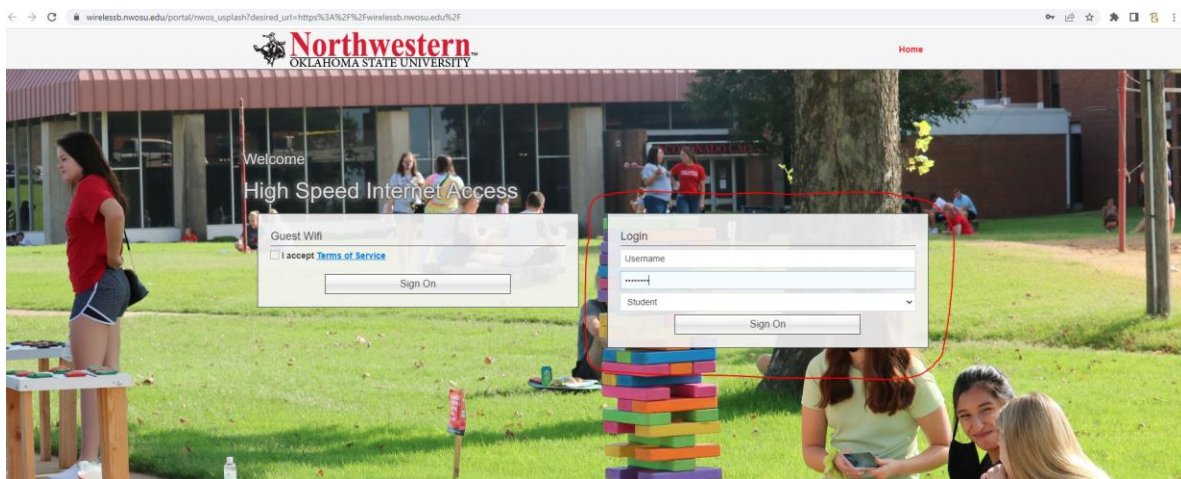 wirelessb.nwosu.edu/portal/nwos_usplash?desired_url=https%3A%2F%2Fwirelessb.nwosu.edu%2F
Northwestern
OKLAHOMA STATE UNIVERSITY
Home
Welcome
High Speed Internet Access
Guest Wifi
I accept Terms of Service
Sign On
Login
Username
Student
Sign On